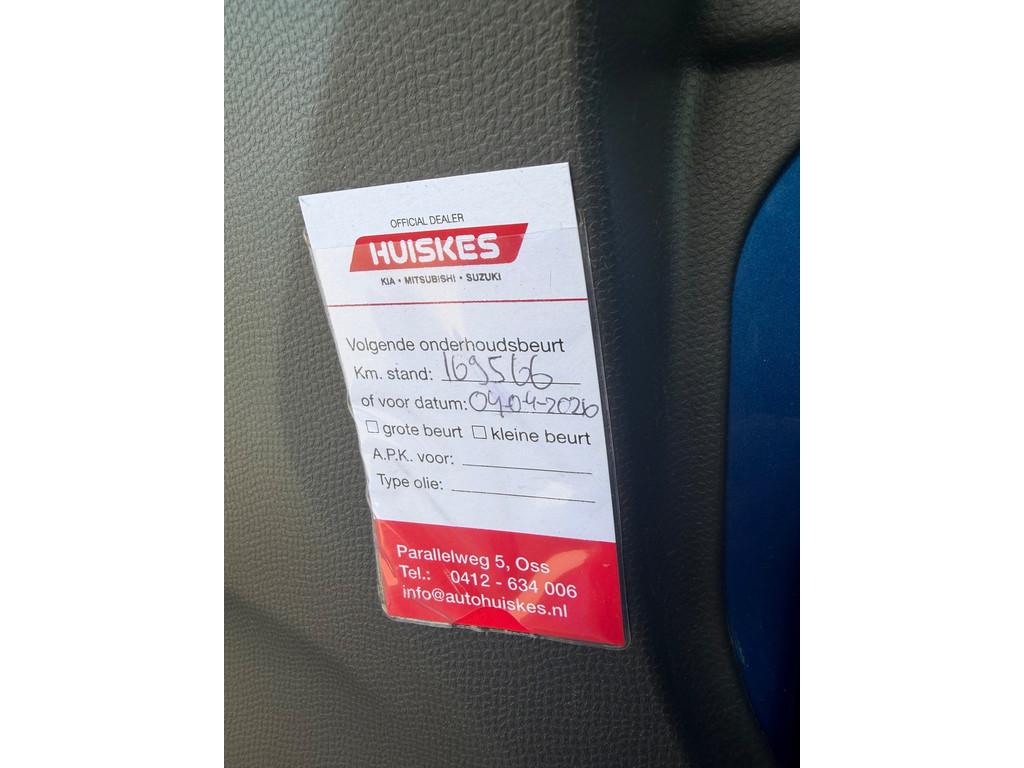 OFFICIAL DEALER
HUISKES
KIA • MITSUBISHI • SUZUKI
Volgende onderhoudsbeurt
Km. stand: 169566
of voor datum: 04-04-2026
☐ grote beurt ☐ kleine beurt
A.P.K. voor:
Type olie:
Parallelweg 5, Oss
Tel.: 0412 - 634 006
info@autohuiskes.nl